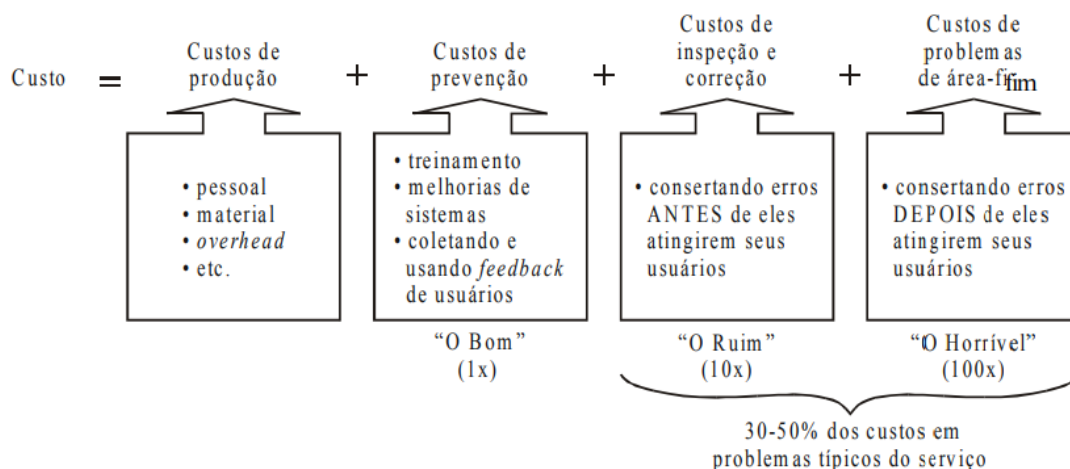 Custo = Custos de produção + Custos de prevenção + Custos de inspeção e correção + Custos de problemas de área-fifim
• pessoal
• material
• overhead
• etc.
• treinamento
• melhorias de
sistemas
• coletando e
usando feedback
de usuários
• consertando erros
ANTES de eles
atingirem seus
usuários
• consertando erros
DEPOIS de eles
atingirem seus
usuários
“O Bom”
(1x)
“O Ruim”
(10x)
“O Horrível”
(100x)
30-50% dos custos em
problemas típicos do serviço